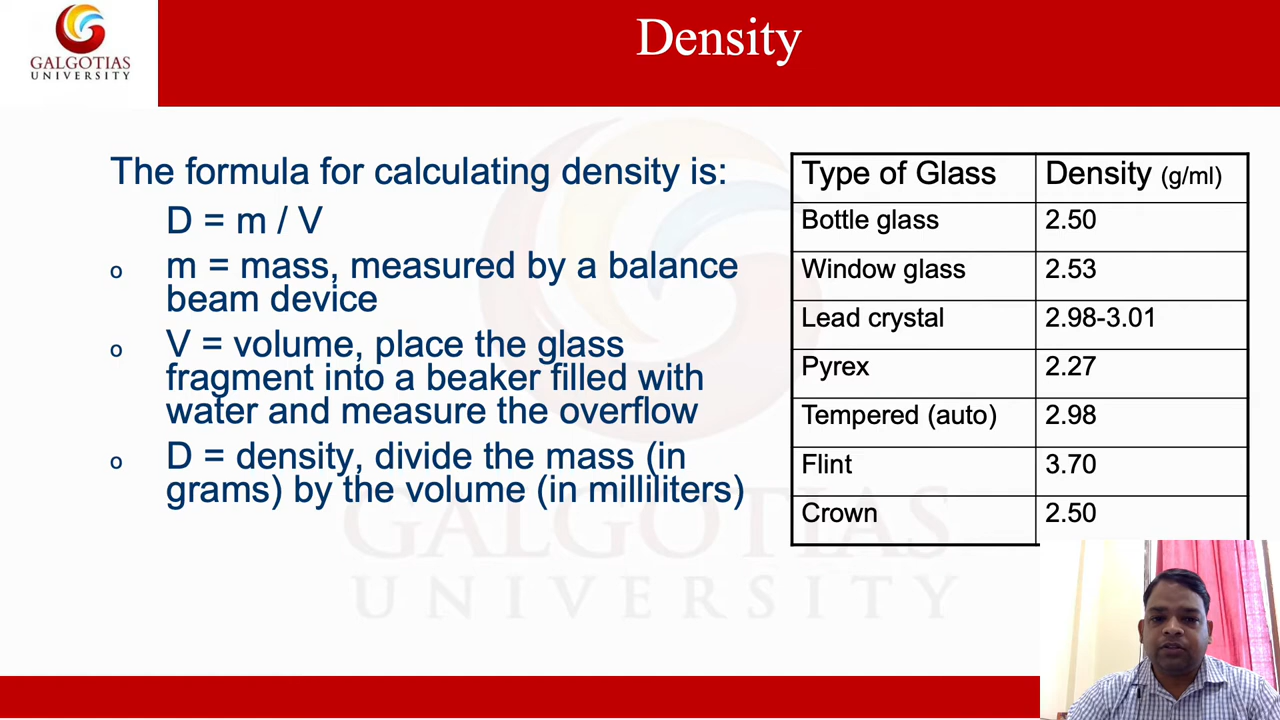 GALGOTIAS
UNIVERSITY
Density
The formula for calculating density is:
D = m / V
o m = mass, measured by a balance
beam device
o V = volume, place the glass
fragment into a beaker filled with
water and measure the overflow
o D = density, divide the mass (in
grams) by the volume (in milliliters)
Type of Glass Density (g/ml)
Bottle glass 2.50
Window glass 2.53
Lead crystal 2.98-3.01
Pyrex 2.27
Tempered (auto) 2.98
Flint 3.70
Crown 2.50
GALGOTIAS
UNIVERSITY